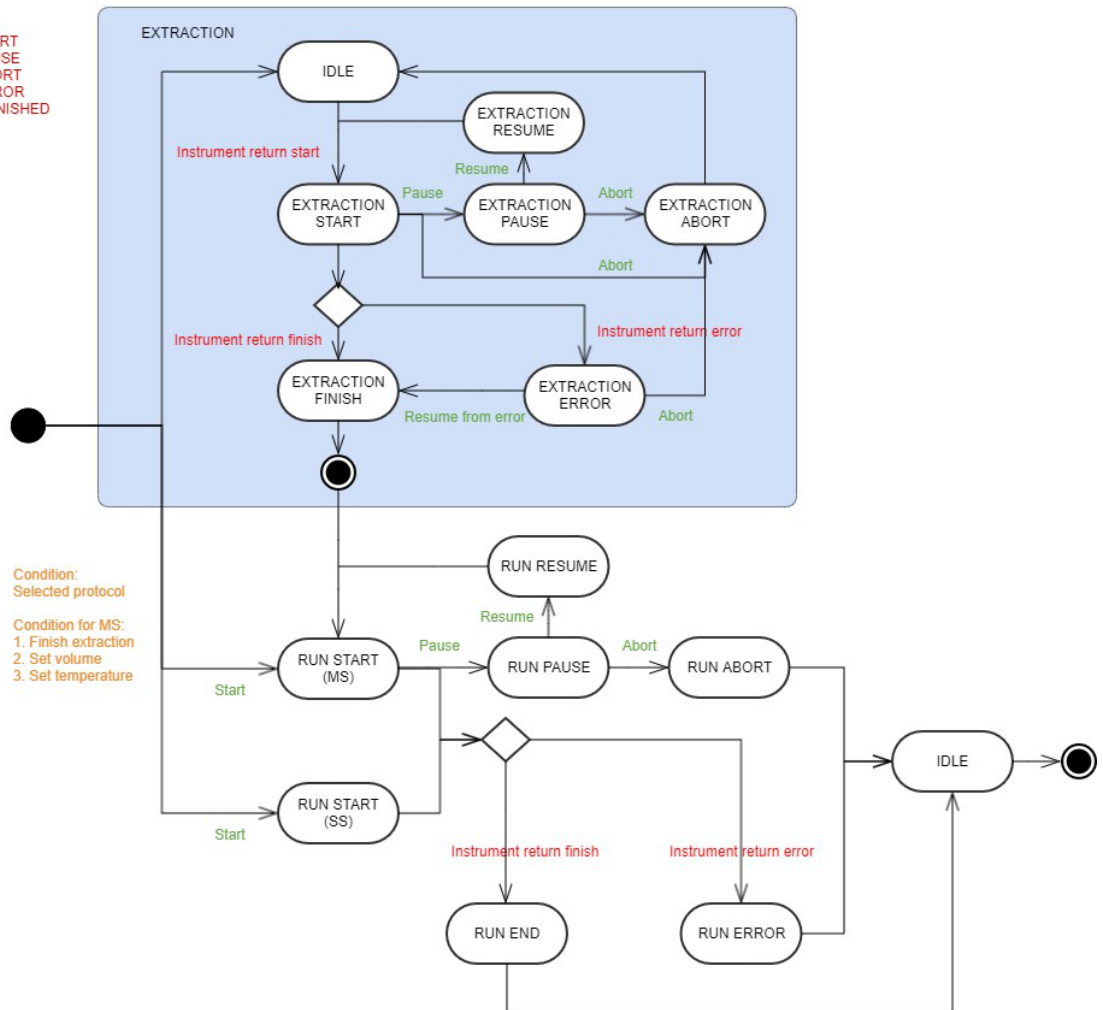 EXTRACTION
IDLE
EXTRACTION
RESUME
Instrument return start
Resume
Pause
Abort
EXTRACTION
START
EXTRACTION
PAUSE
EXTRACTION
ABORT
Abort
Instrument return finish
Instrument return error
EXTRACTION
FINISH
EXTRACTION
ERROR
Resume from error
Abort
Condition:
Selected protocol
Condition for MS:
1. Finish extraction
2. Set volume
3. Set temperature
RUN RESUME
Resume
Pause
Abort
RUN START
(MS)
RUN PAUSE
RUN ABORT
Start
IDLE
RUN START
(SS)
Start
Instrument return finish
Instrument return error
RUN END
RUN ERROR